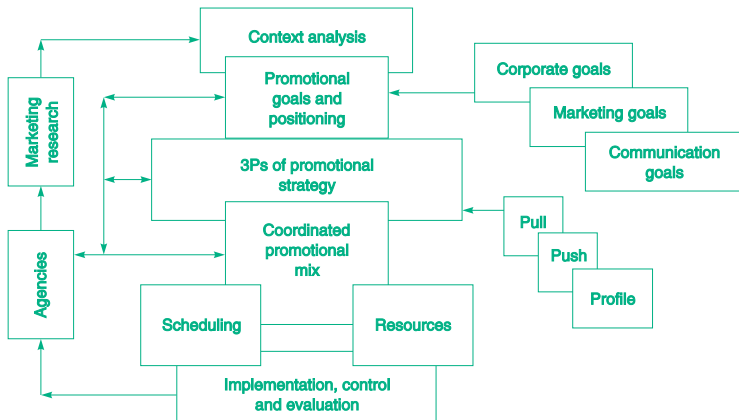 Context analysis
Promotional
goals and
positioning
Corporate goals
Marketing goals
Communication
goals
Marketing
research
3Ps of promotional
strategy
Pull
Push
Profile
Coordinated
promotional
mix
Agencies
Scheduling
Resources
Implementation, control
and evaluation